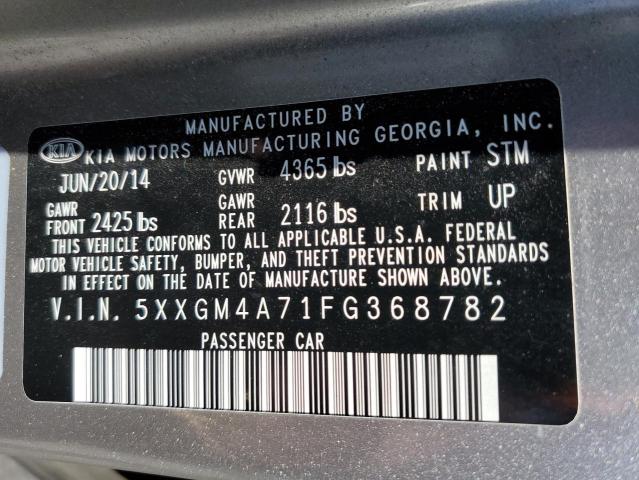 MANUFACTURED BY
KIA KIA MOTORS MANUFACTURING GEORGIA, INC.
JUN/20/14 GVWR 4365 lbs PAINT STM
GAWR FRONT 2425 lbs GAWR REAR 2116 lbs TRIM UP
THIS VEHICLE CONFORMS TO ALL APPLICABLE U.S.A. FEDERAL
MOTOR VEHICLE SAFETY, BUMPER, AND THEFT PREVENTION STANDARDS
IN EFFECT ON THE DATE OF MANUFACTURE SHOWN ABOVE.
V.I.N. 5XXGM4A71FG368782
PASSENGER CAR